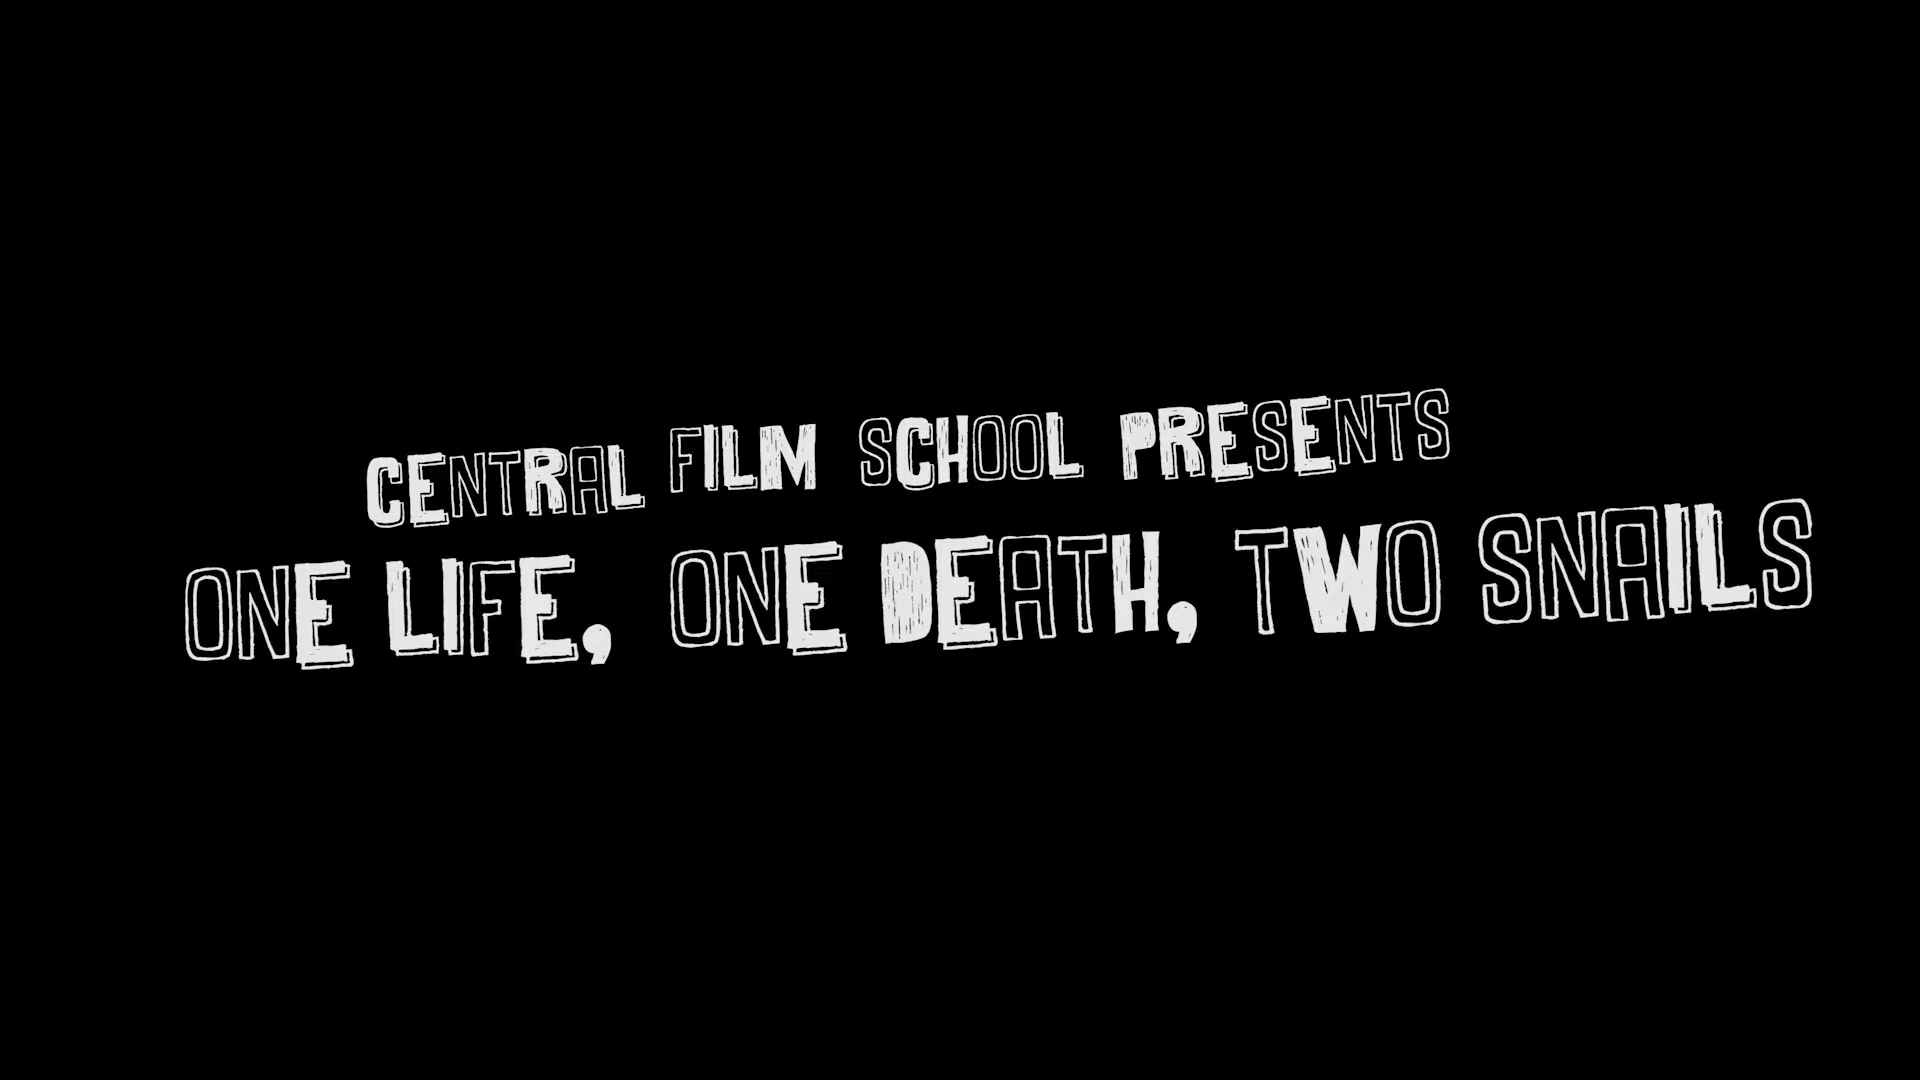 CENTRAL FILM SCHOOL PRESENTS
ONE LIFE, ONE DEATH, TWO SNAILS